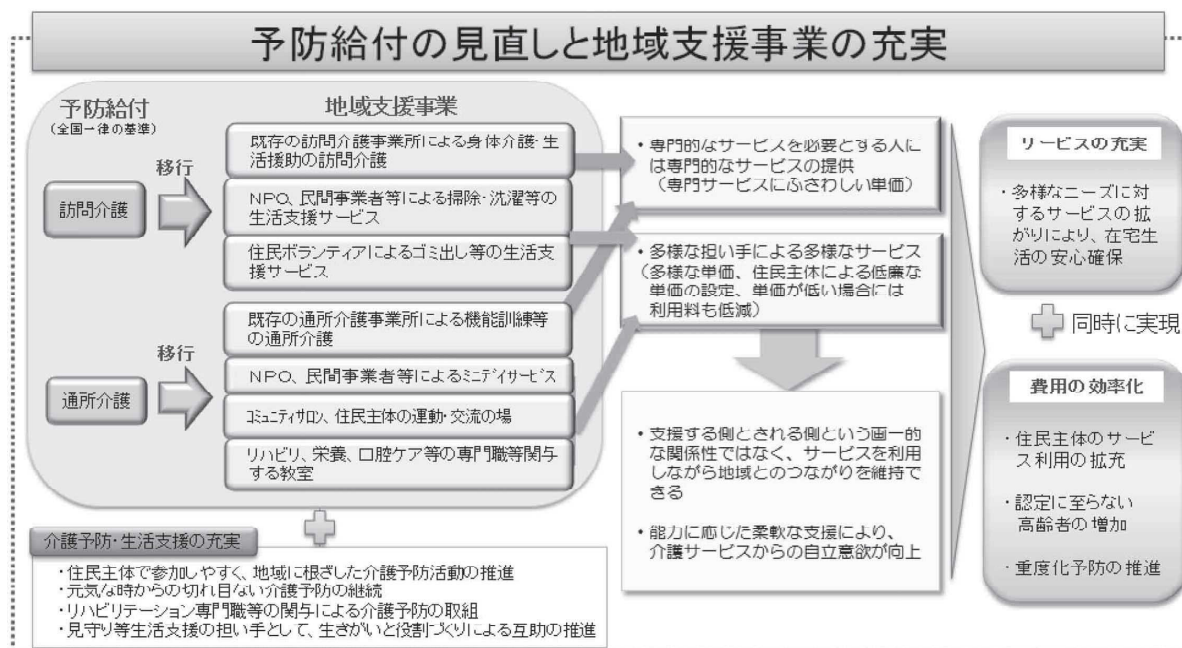 予防給付の見直しと地域支援事業の充実
予防給付
(全国一律の基準)
地域支援事業
訪問介護
移行
既存の訪問介護事業所による身体介護・生
活援助の訪問介護
NPO、民間事業者等による掃除・洗濯等の
生活支援サービス
住民ボランティアによるゴミ出し等の生活支
援サービス
通所介護
移行
既存の通所介護事業所による機能訓練等
の通所介護
NPO、民間事業者等によるミニデイサービス
コミュニティサロン、住民主体の運動・交流の場
リハビリ、栄養、口腔ケア等の専門職等関与
する教室
介護予防・生活支援の充実
・住民主体で参加しやすく、地域に根ざした介護予防活動の推進
・元気な時からの切れ目ない介護予防の継続
・リハビリテーション専門職等の関与による介護予防の取組
・見守り等生活支援の担い手として、生きがいと役割づくりによる互助の推進
・専門的なサービスを必要とする人に
は専門的なサービスの提供
(専門サービスにふさわしい単価)
・多様な担い手による多様なサービス
(多様な単価、住民主体による低廉な
単価の設定、単価が低い場合には
利用料も低減)
・支援する側とされる側という画一的
な関係性ではなく、サービスを利用
しながら地域とのつながりを維持で
きる
・能力に応じた柔軟な支援により、
介護サービスからの自立意欲が向上
サービスの充実
・多様なニーズに対
するサービスの拡
がりにより、在宅生
活の安心確保
同時に実現
費用の効率化
・住民主体のサービ
ス利用の拡充
・認定に至らない
高齢者の増加
・重度化予防の推進